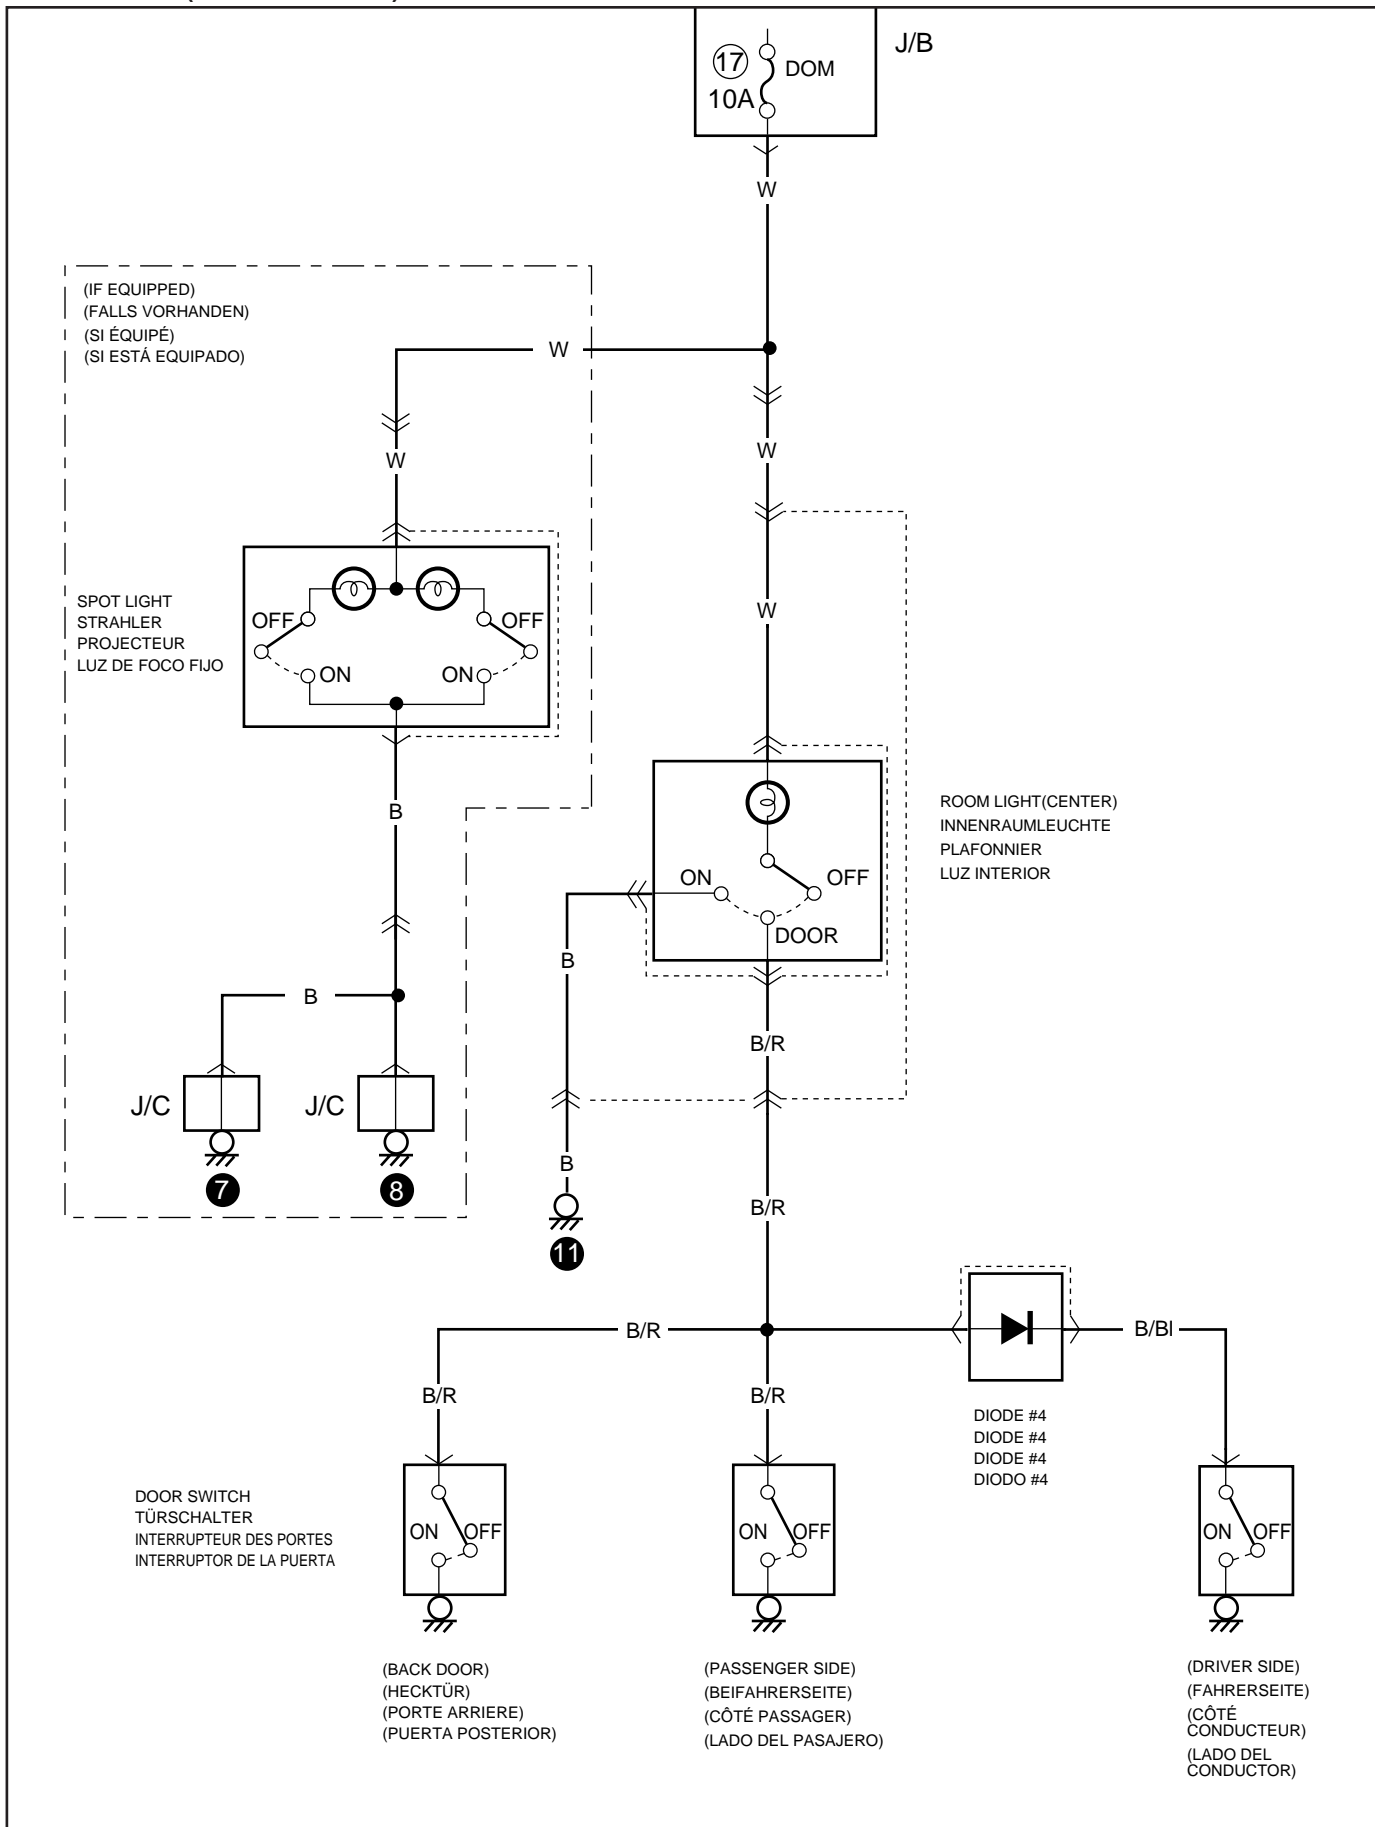 J/B
17
DOM
10A
W
(IF EQUIPPED)
(FALLS VORHANDEN)
(SI ÉQUIPÉ)
(SI ESTÁ EQUIPADO)
W
W
W
SPOT LIGHT
STRAHLER
PROJECTEUR
LUZ DE FOCO FIJO
OFF
OFF
ON
ON
W
B
ROOM LIGHT(CENTER)
INNENRAUMLEUCHTE
PLAFONNIER
LUZ INTERIOR
ON
OFF
DOOR
B
B
B/R
J/C
J/C
7
8
B
11
B/R
B/R
B/Bl
B/R
B/R
DIODE #4
DIODE #4
DIODE #4
DIODO #4
DOOR SWITCH
TÜRSCHALTER
INTERRUPTEUR DES PORTES
INTERRUPTOR DE LA PUERTA
ON OFF
ON OFF
ON OFF
(BACK DOOR)
(HECKTÜR)
(PORTE ARRIERE)
(PUERTA POSTERIOR)
(PASSENGER SIDE)
(BEIFAHRERSEITE)
(CÔTÉ PASSAGER)
(LADO DEL PASAJERO)
(DRIVER SIDE)
(FAHRERSEITE)
(CÔTÉ
CONDUCTEUR)
(LADO DEL
CONDUCTOR)